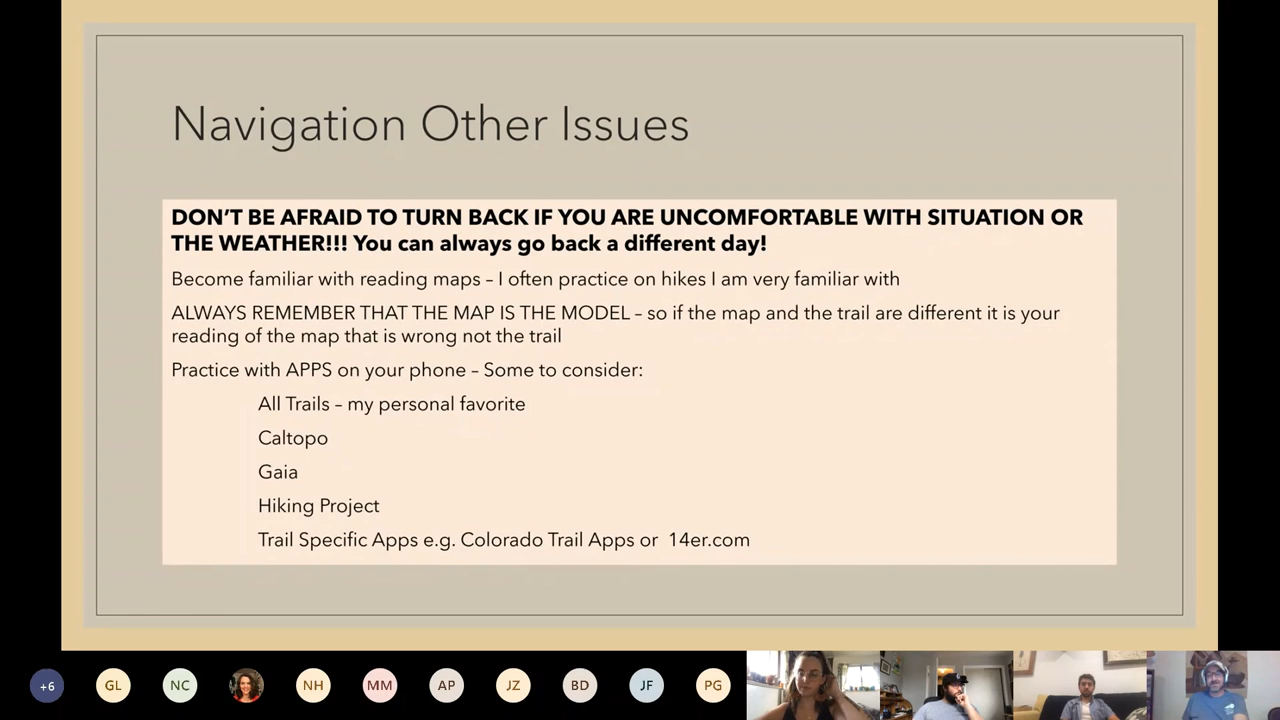 Navigation Other Issues
DON'T BE AFRAID TO TURN BACK IF YOU ARE UNCOMFORTABLE WITH SITUATION OR
THE WEATHER!!! You can always go back a different day!
Become familiar with reading maps – I often practice on hikes I am very familiar with
ALWAYS REMEMBER THAT THE MAP IS THE MODEL – so if the map and the trail are different it is your
reading of the map that is wrong not the trail
Practice with APPS on your phone – Some to consider:
All Trails – my personal favorite
Caltopo
Gaia
Hiking Project
Trail Specific Apps e.g. Colorado Trail Apps or 14er.com
+6 GL NC NH MM AP JZ BD JF PG